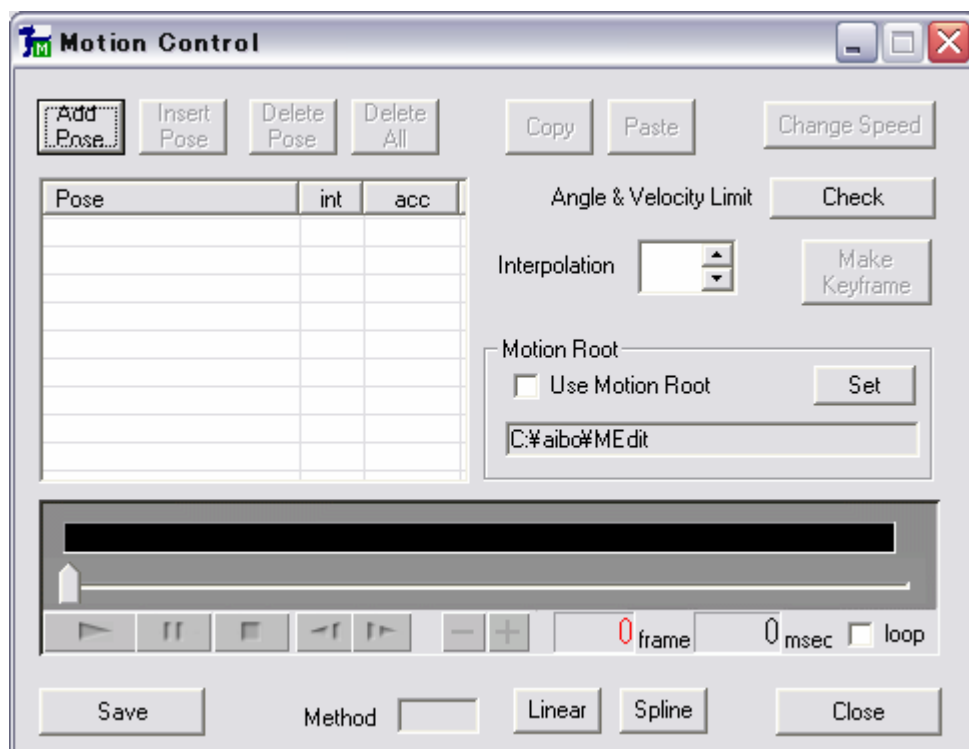 Motion Control
Add Pose
Insert Pose
Delete Pose
Delete All
Copy
Paste
Change Speed
Pose int acc
Angle & Velocity Limit
Check
Interpolation
Make Keyframe
Motion Root
Use Motion Root
Set
C:¥aibo¥MEdit
0 frame
0 msec
loop
Save
Method
Linear
Spline
Close